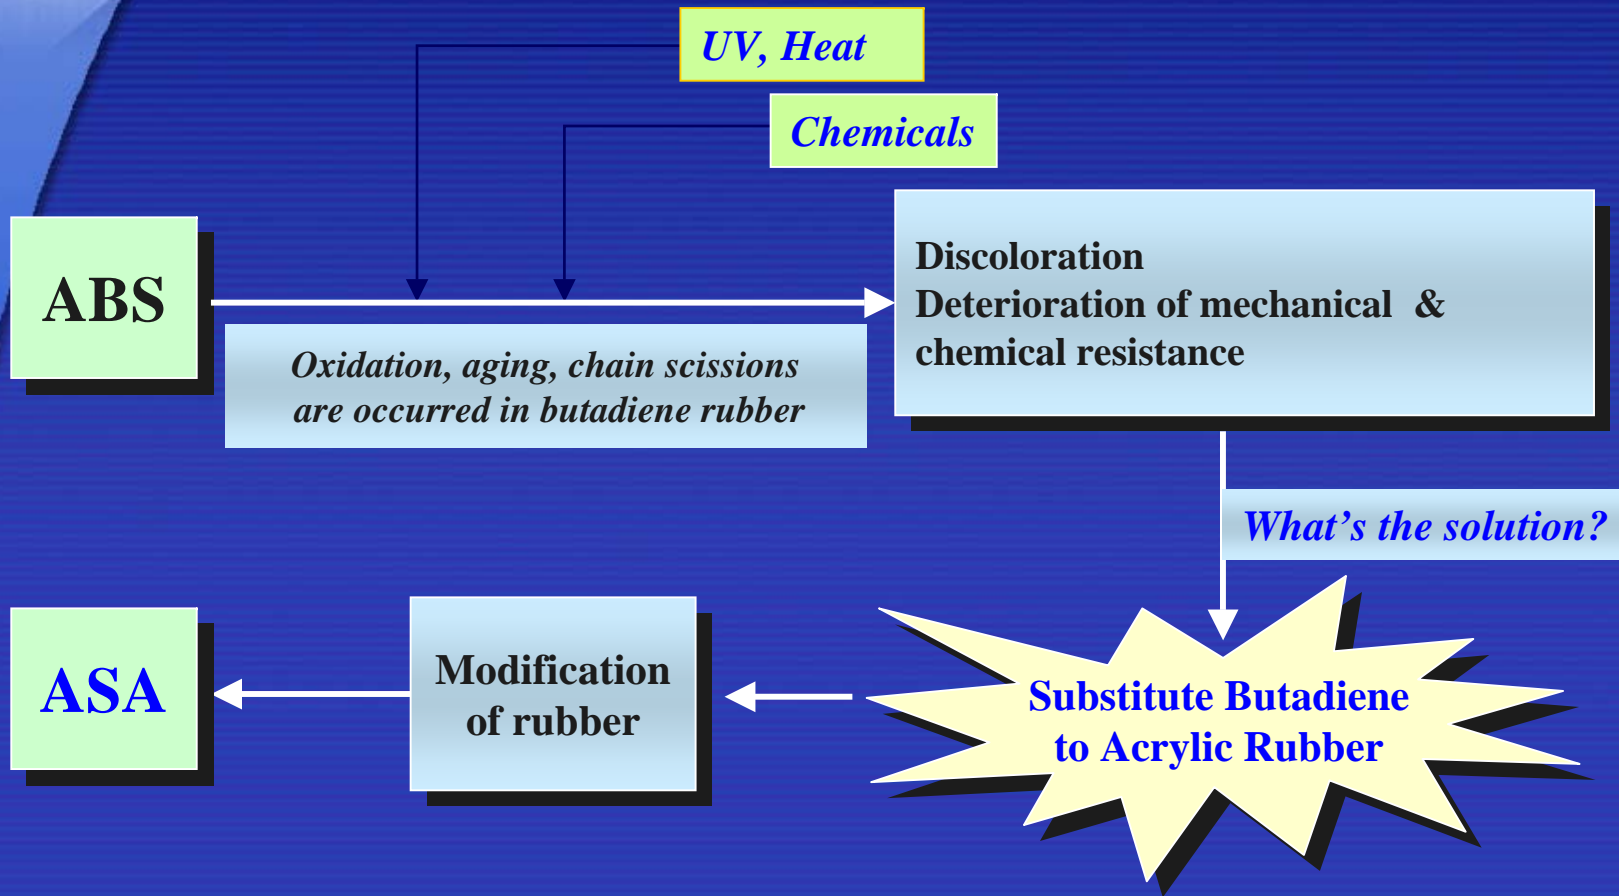 UV, Heat
Chemicals
ABS
Oxidation, aging, chain scissions
are occurred in butadiene rubber
Discoloration
Deterioration of mechanical &
chemical resistance
What’s the solution?
Substitute Butadiene
to Acrylic Rubber
Modification
of rubber
ASA